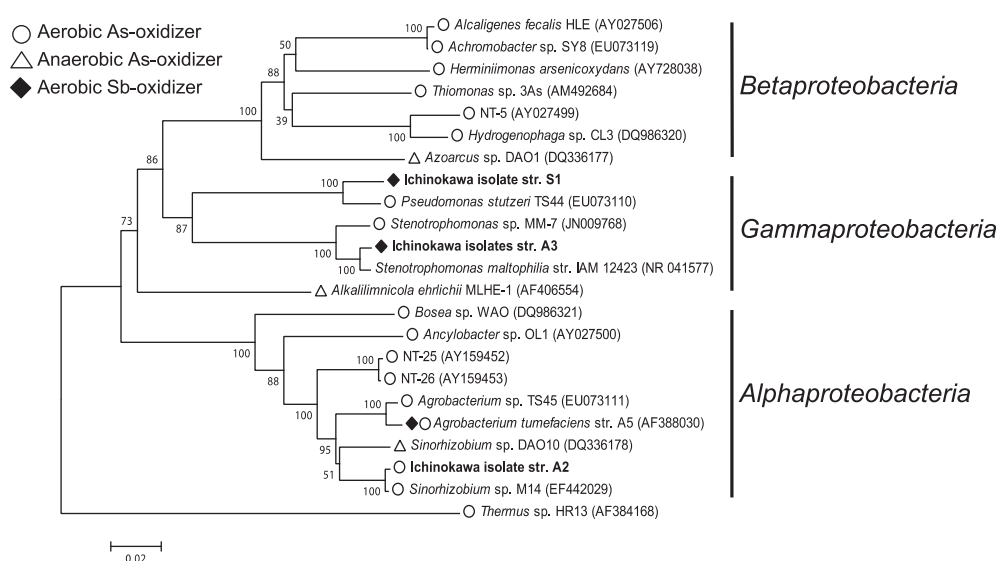 Aerobic As-oxidizer
Anaerobic As-oxidizer
Aerobic Sb-oxidizer
Alcaligenes fecalis HLE (AY027506)
Achromobacter sp. SY8 (EU073119)
Herminiimonas arsenicoxydans (AY728038)
Thiomonas sp. 3As (AM492684)
NT-5 (AY027499)
Hydrogenophaga sp. CL3 (DQ986320)
Azoarcus sp. DAO1 (DQ336177)
Ichinokawa isolate str. S1
Pseudomonas stutzeri TS44 (EU073110)
Stenotrophomonas sp. MM-7 (JN009768)
Ichinokawa isolates str. A3
Stenotrophomonas maltophilia str. IAM 12423 (NR 041577)
Alkalilimnicola ehrlichii MLHE-1 (AF406554)
Bosea sp. WAO (DQ986321)
Ancylobacter sp. OL1 (AY027500)
NT-25 (AY159452)
NT-26 (AY159453)
Agrobacterium sp. TS45 (EU073111)
Agrobacterium tumefaciens str. A5 (AF388030)
Sinorhizobium sp. DAO10 (DQ336178)
Ichinokawa isolate str. A2
Sinorhizobium sp. M14 (EF442029)
Thermus sp. HR13 (AF384168)
Betaproteobacteria
Gammaproteobacteria
Alphaproteobacteria
100
50
88
39
100
100
86
100
87
100
100
73
100
88
100
100
100
95
51
100
0.02